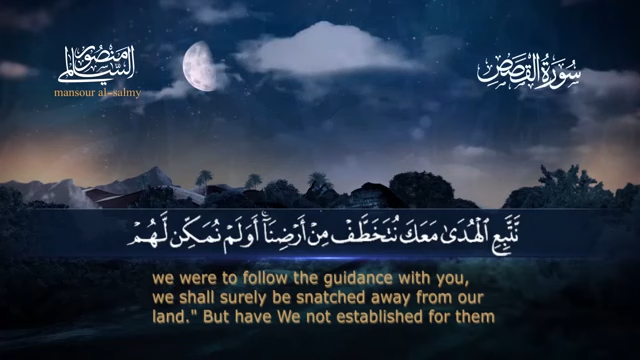 منصور السالمي
mansour al-salmy
سورة القصص
نَّتَّبِعِ ٱلْهُدَىٰ مَعَكَ نُتَخَطَّفْ مِنْ أَرْضِنَآ ۚ أَوَلَمْ نُمَكِّن لَّهُمْ
we were to follow the guidance with you,
we shall surely be snatched away from our
land." But have We not established for them